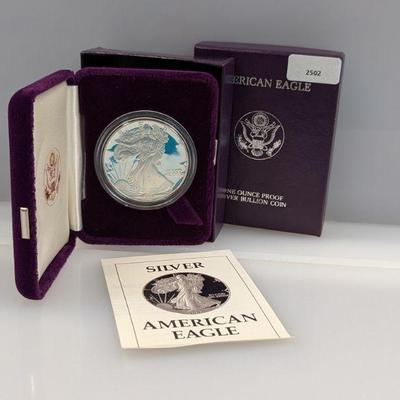 2502
AMERICAN EAGLE
ONE OUNCE PROOF
SILVER BULLION COIN
SILVER
AMERICAN
EAGLE